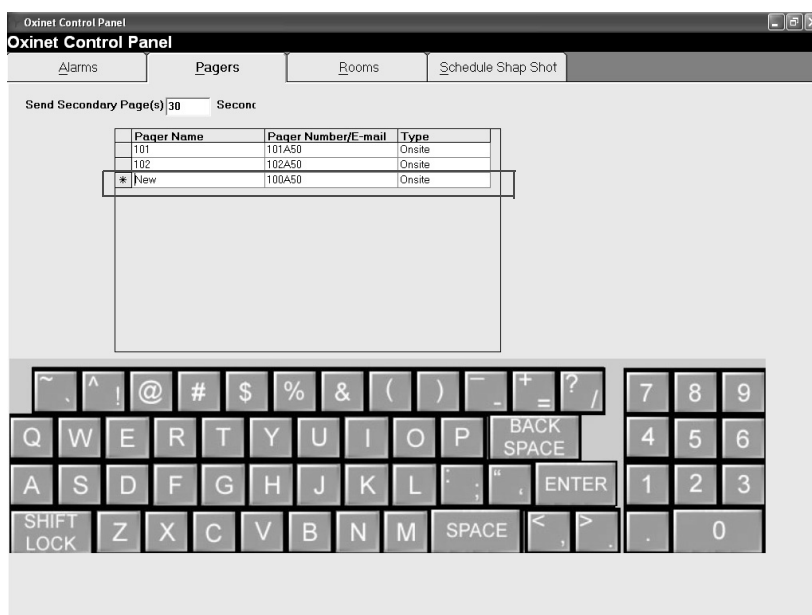 Oxinet Control Panel
Oxinet Control Panel
Alarms Pagers Rooms Schedule Shap Shot
Send Secondary Page(s) 30 Secon
Pager Name Pager Number/E-mail Type
101 101A50 Onsite
102 102A50 Onsite
* New 100A50 Onsite
~ ` ^ ! @ # $ % & ( ) _ - + = ? / 7 8 9
Q W E R T Y U I O P BACK SPACE 4 5 6
A S D F G H J K L : ; " ' ENTER 1 2 3
SHIFT LOCK Z X C V B N M SPACE < , > . . 0